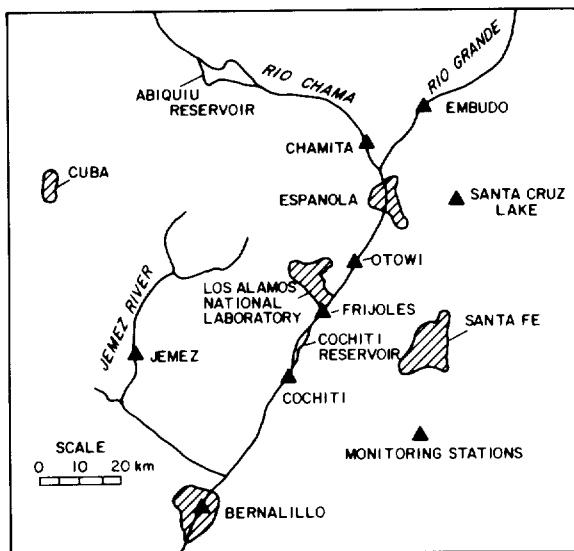 RIO GRANDE
ABIQUIU
RESERVOIR
RIO CHAMA
EMBUDO
CHAMITA
CUBA
ESPANOLA
SANTA CRUZ
LAKE
OTOWI
LOS ALAMOS
NATIONAL
LABORATORY
FRIJOLES
SANTA FE
JEMEZ RIVER
COCHITI
RESERVOIR
JEMEZ
COCHITI
SCALE
0 10 20 km
MONITORING STATIONS
BERNALILLO